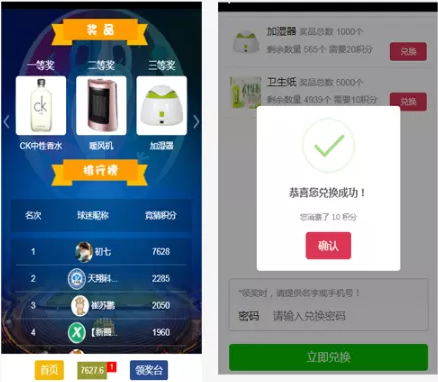 奖 品
一等奖 二等奖 三等奖
CK中性香水 暖风机 加湿器
排行榜
名次 球迷昵称 竞猜积分
1 初七 7628
2 天翔科... 2285
3 崔苏鹏 2050
4 【新圈... 1960
首页 7627.6 1 领奖台
加湿器 奖品总数 1000个
剩余数量 565个 需要20积分
兑换
卫生纸 奖品总数 5000个
剩余数量 4939个 需要10积分
兑换
恭喜您兑换成功！
您消费了 10 积分
确认
*领奖时，请提供名字或手机号！
密码 请输入兑换密码
立即兑换